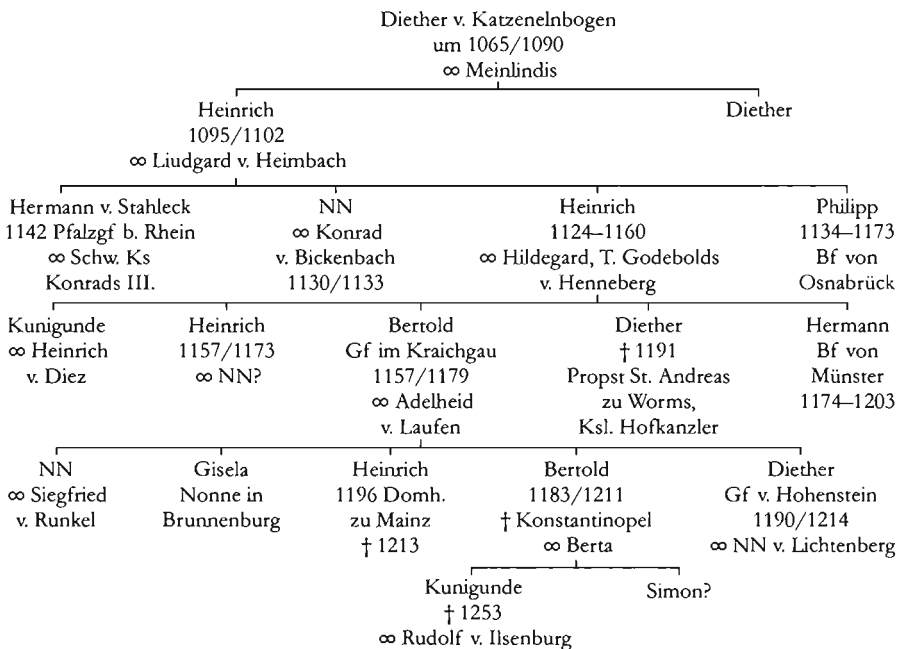 Diether v. Katzenelnbogen
um 1065/1090
∞ Meinlindis
Heinrich
1095/1102
∞ Liudgard v. Heimbach
Diether
Hermann v. Stahleck
1142 Pfalzgf b. Rhein
∞ Schw. Ks
Konrads III.
NN
∞ Konrad
v. Bickenbach
1130/1133
Heinrich
1124–1160
∞ Hildegard, T. Godebolds
v. Henneberg
Philipp
1134–1173
Bf von
Osnabrück
Kunigunde
∞ Heinrich
v. Diez
Heinrich
1157/1173
∞ NN?
Bertold
Gf im Kraichgau
1157/1179
∞ Adelheid
v. Laufen
Diether
† 1191
Propst St. Andreas
zu Worms,
Ksl. Hofkanzler
Hermann
Bf von
Münster
1174–1203
NN
∞ Siegfried
v. Runkel
Gisela
Nonne in
Brunnenburg
Heinrich
1196 Domh.
zu Mainz
† 1213
Bertold
1183/1211
† Konstantinopel
∞ Berta
Diether
Gf v. Hohenstein
1190/1214
∞ NN v. Lichtenberg
Kunigunde
† 1253
∞ Rudolf v. Ilsenburg
Simon?